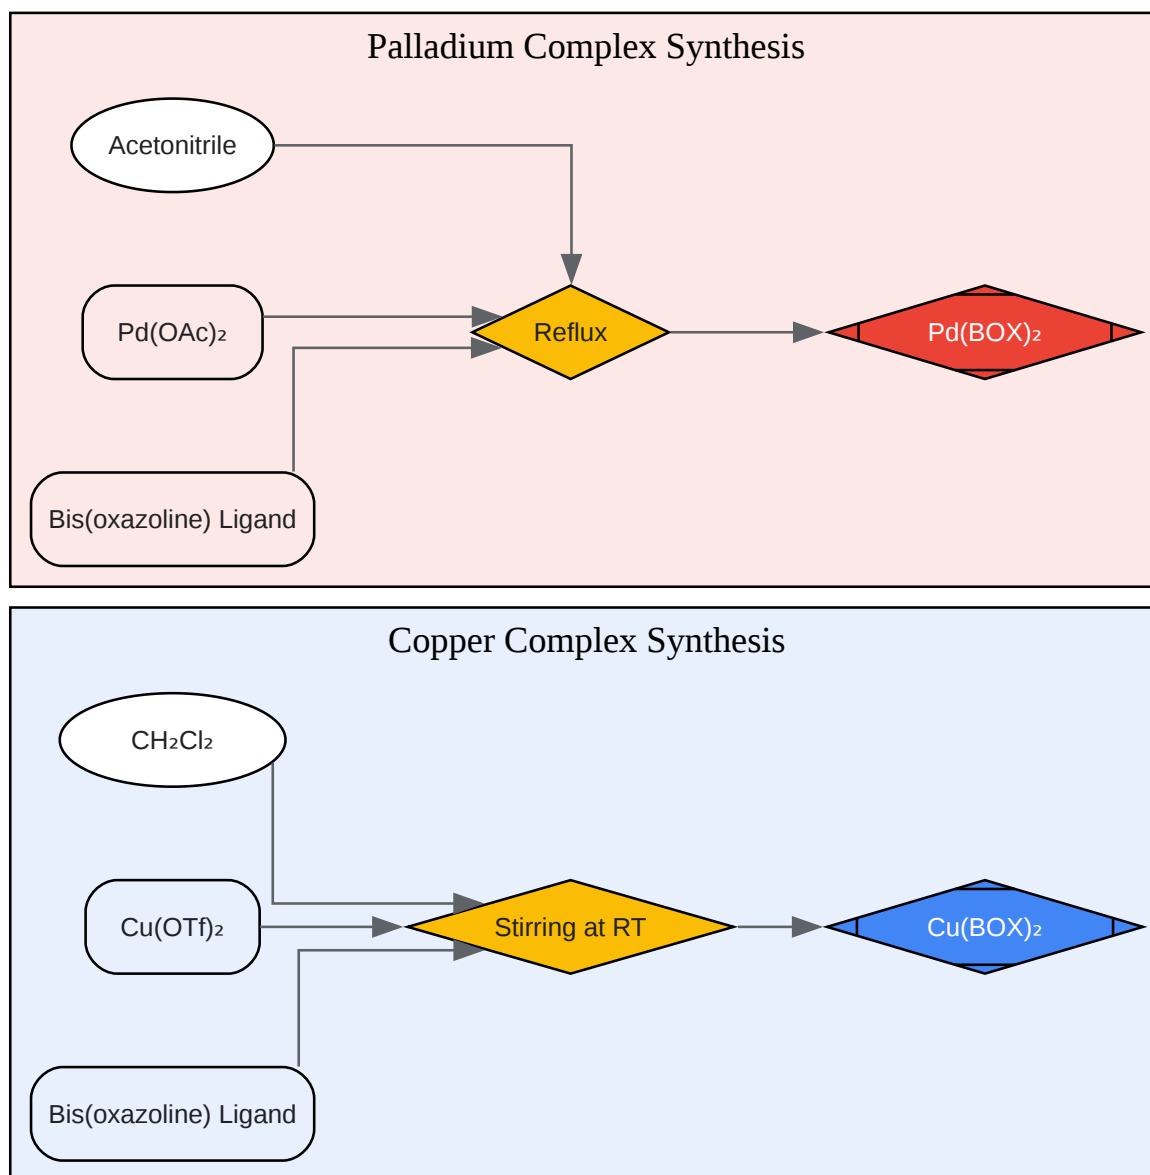 Palladium Complex Synthesis
Acetonitrile
Pd(OAc)₂
Reflux
Pd(BOX)₂
Bis(oxazoline) Ligand
Copper Complex Synthesis
CH₂Cl₂
Cu(OTf)₂
Stirring at RT
Cu(BOX)₂
Bis(oxazoline) Ligand